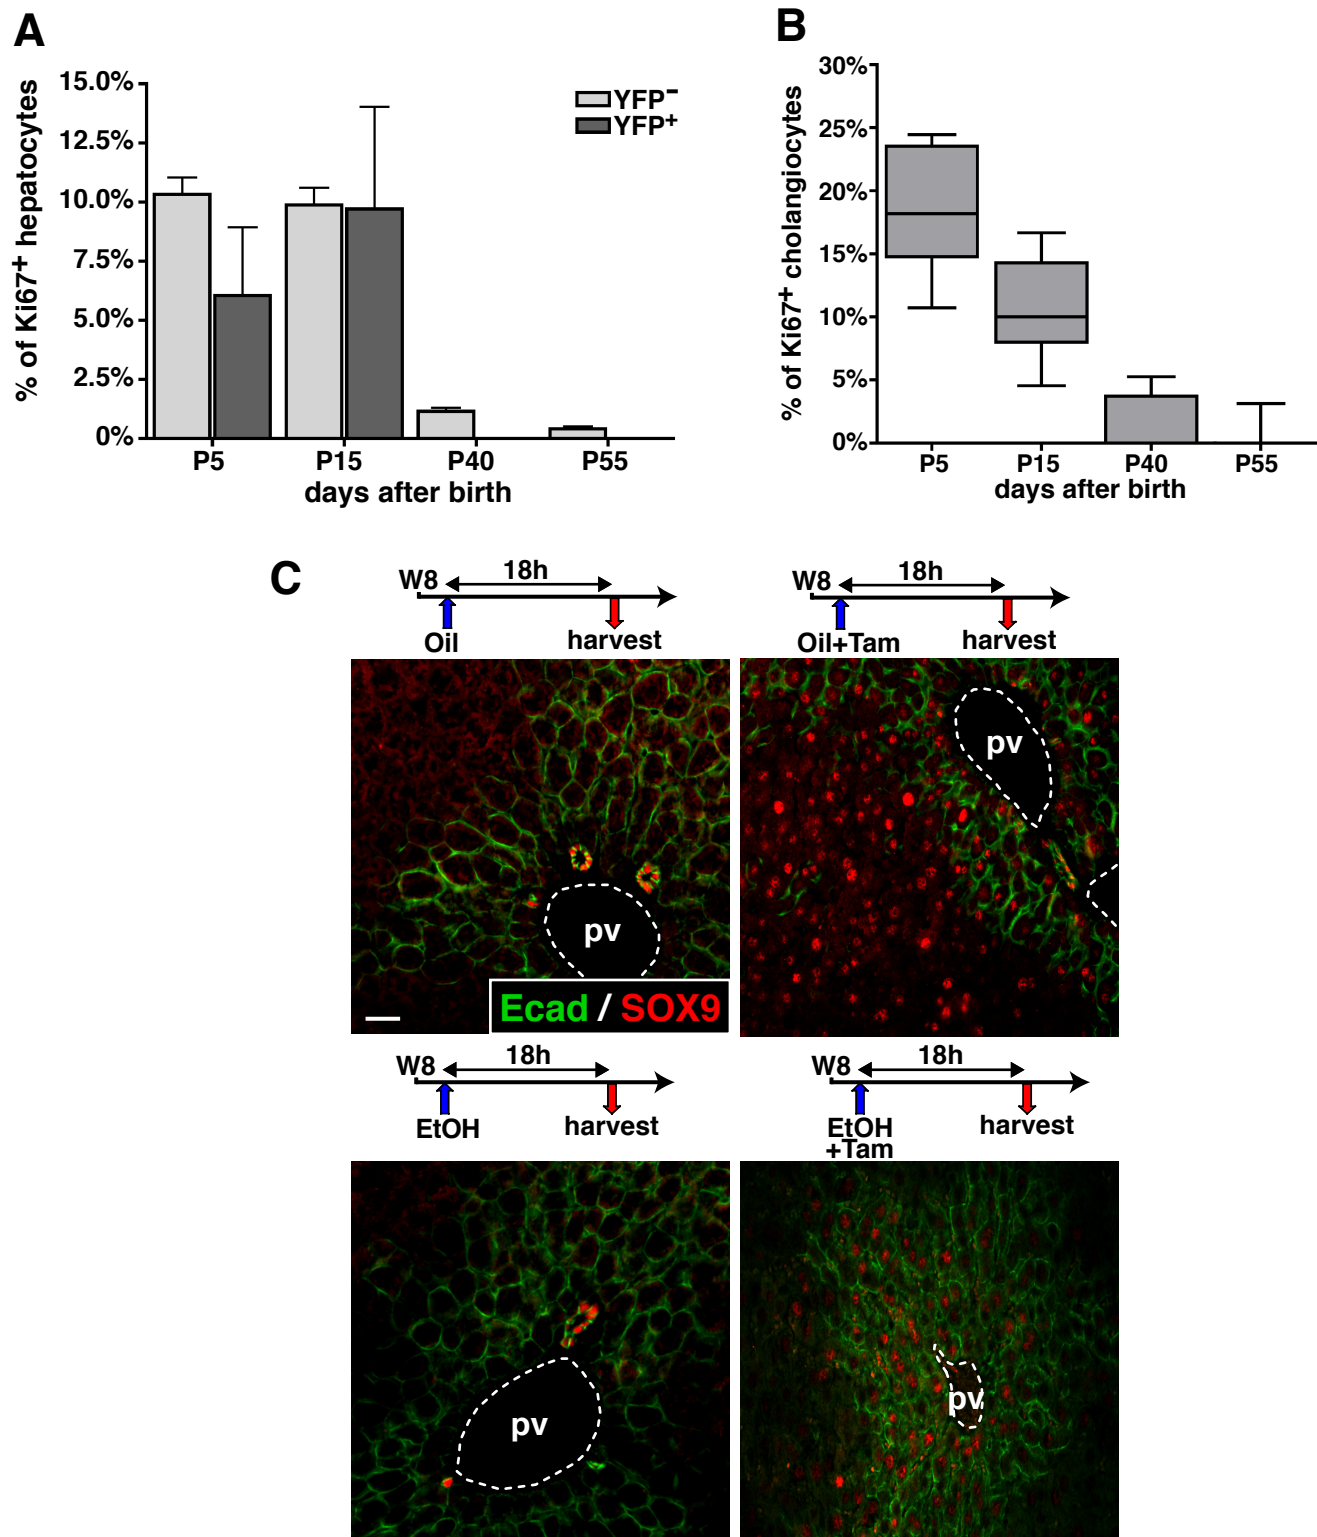 A
% of Ki67+ hepatocytes
15.0%
12.5%
10.0%
7.5%
5.0%
2.5%
0%
YFP-
YFP+
P5 P15 P40 P55
days after birth
B
% of Ki67+ cholangiocytes
30%
25%
20%
15%
10%
5%
0%
P5 P15 P40 P55
days after birth
C
W8 18h
Oil harvest
W8 18h
Oil+Tam harvest
pv
Ecad / SOX9
pv
W8 18h
EtOH harvest
W8 18h
EtOH harvest
+Tam
pv
pv